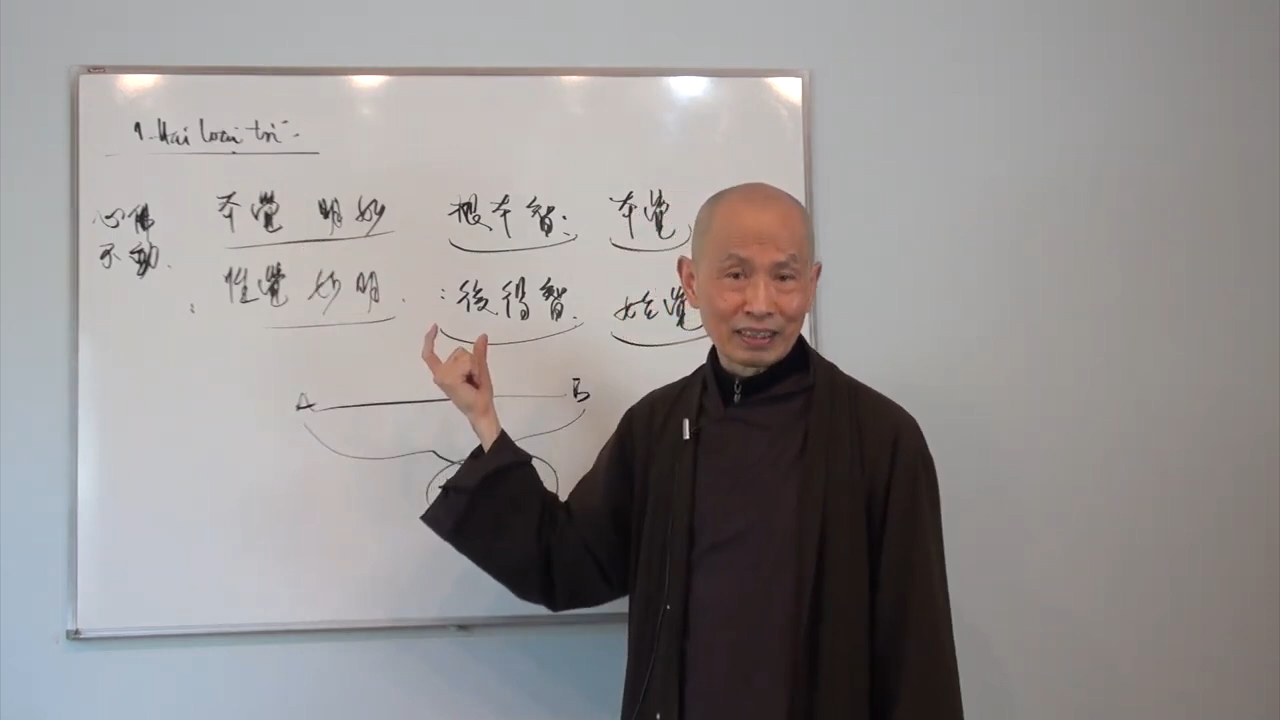 1. Hai loại trí.
本覺 明妙 根本智: 本覺
心佛
不動.
: 性覺 妙明. : 後得智. 始覺
A B